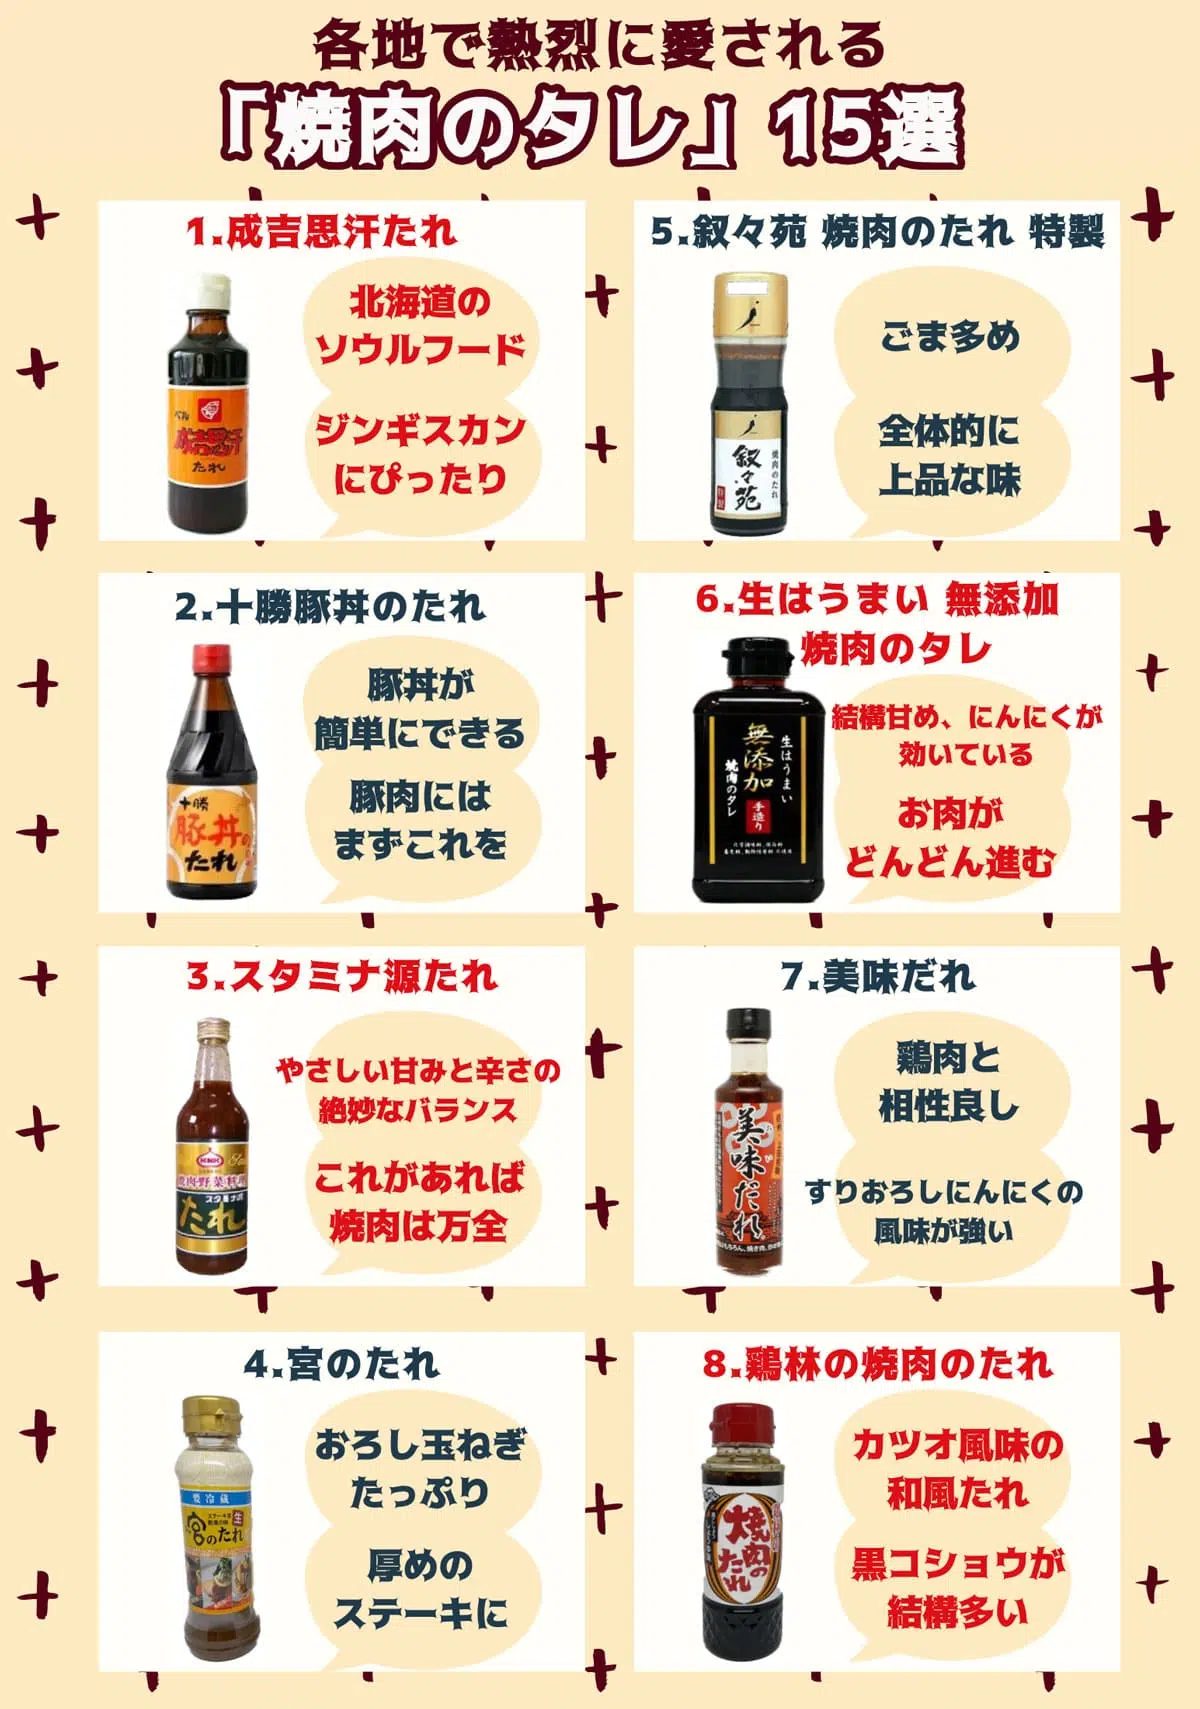 各地で熱烈に愛される
「焼肉のタレ」15選
1.成吉思汗たれ
北海道の
ソウルフード
ジンギスカン
にぴったり
ベル
成吉思汗
たれ
2.十勝豚丼のたれ
豚丼が
簡単にできる
豚肉には
まずこれを
十勝
豚丼の
たれ
3.スタミナ源たれ
やさしい甘みと辛さの
絶妙なバランス
これがあれば
焼肉は万全
KNK
焼肉野菜料理
スタミナ源
たれ
4.宮のたれ
おろし玉ねぎ
たっぷり
厚めの
ステーキに
要冷蔵
生
宮のたれ
5.叙々苑 焼肉のたれ 特製
ごま多め
全体的に
上品な味
焼肉のたれ
叙々苑
特製
6.生はうまい 無添加
焼肉のタレ
結構甘め、にんにくが
効いている
お肉が
どんどん進む
生はうまい
無添加
焼肉のタレ
手造り
7.美味だれ
鶏肉と
相性良し
すりおろしにんにくの
風味が強い
美味だれ
8.鶏林の焼肉のたれ
カツオ風味の
和風たれ
黒コショウが
結構多い
焼肉の
たれ